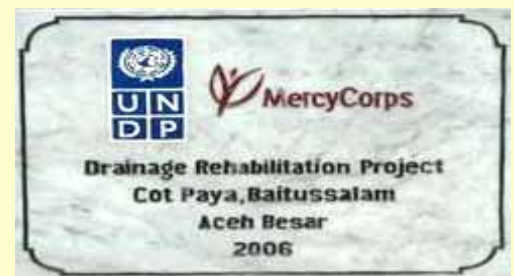 UN
DP
MercyCorps
Drainage Rehabilitation Project
Cot Paya,Baitussalam
Aceh Besar
2006